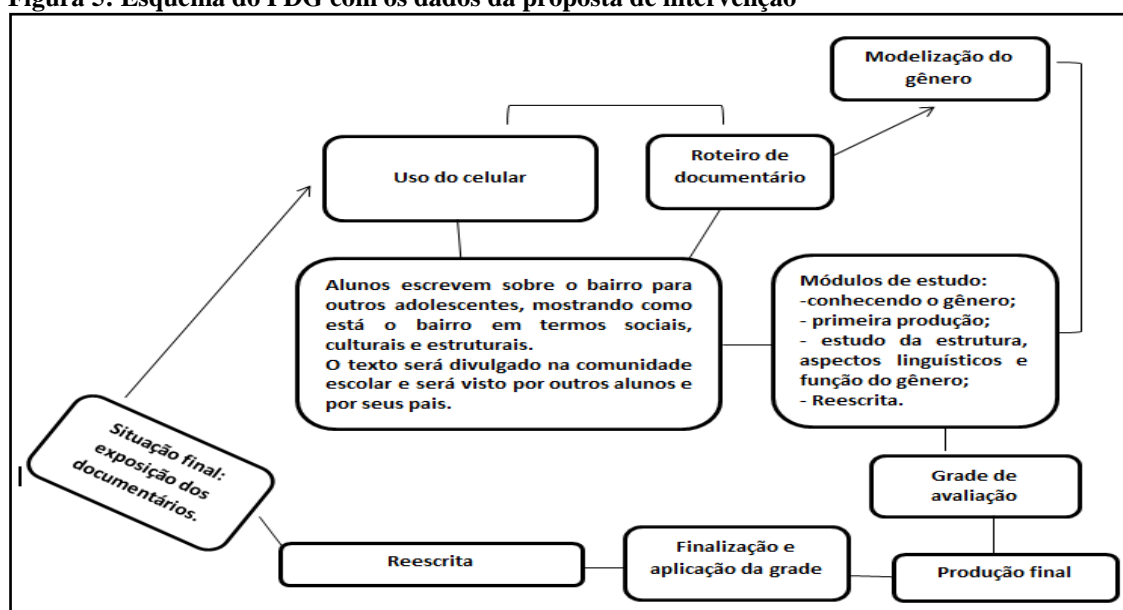 Figura 5: Esquema do PDG com os dados da proposta de intervenção
Modelização do
gênero
Uso do celular
Roteiro de
documentário
Alunos escrevem sobre o bairro para
outros adolescentes, mostrando como
está o bairro em termos sociais,
culturais e estruturais.
O texto será divulgado na comunidade
escolar e será visto por outros alunos e
por seus pais.
Módulos de estudo:
-conhecendo o gênero;
- primeira produção;
- estudo da estrutura,
aspectos linguísticos e
função do gênero;
- Reescrita.
Situação final:
exposição dos
documentários.
Grade de
avaliação
Reescrita
Finalização e
aplicação da grade
Produção final